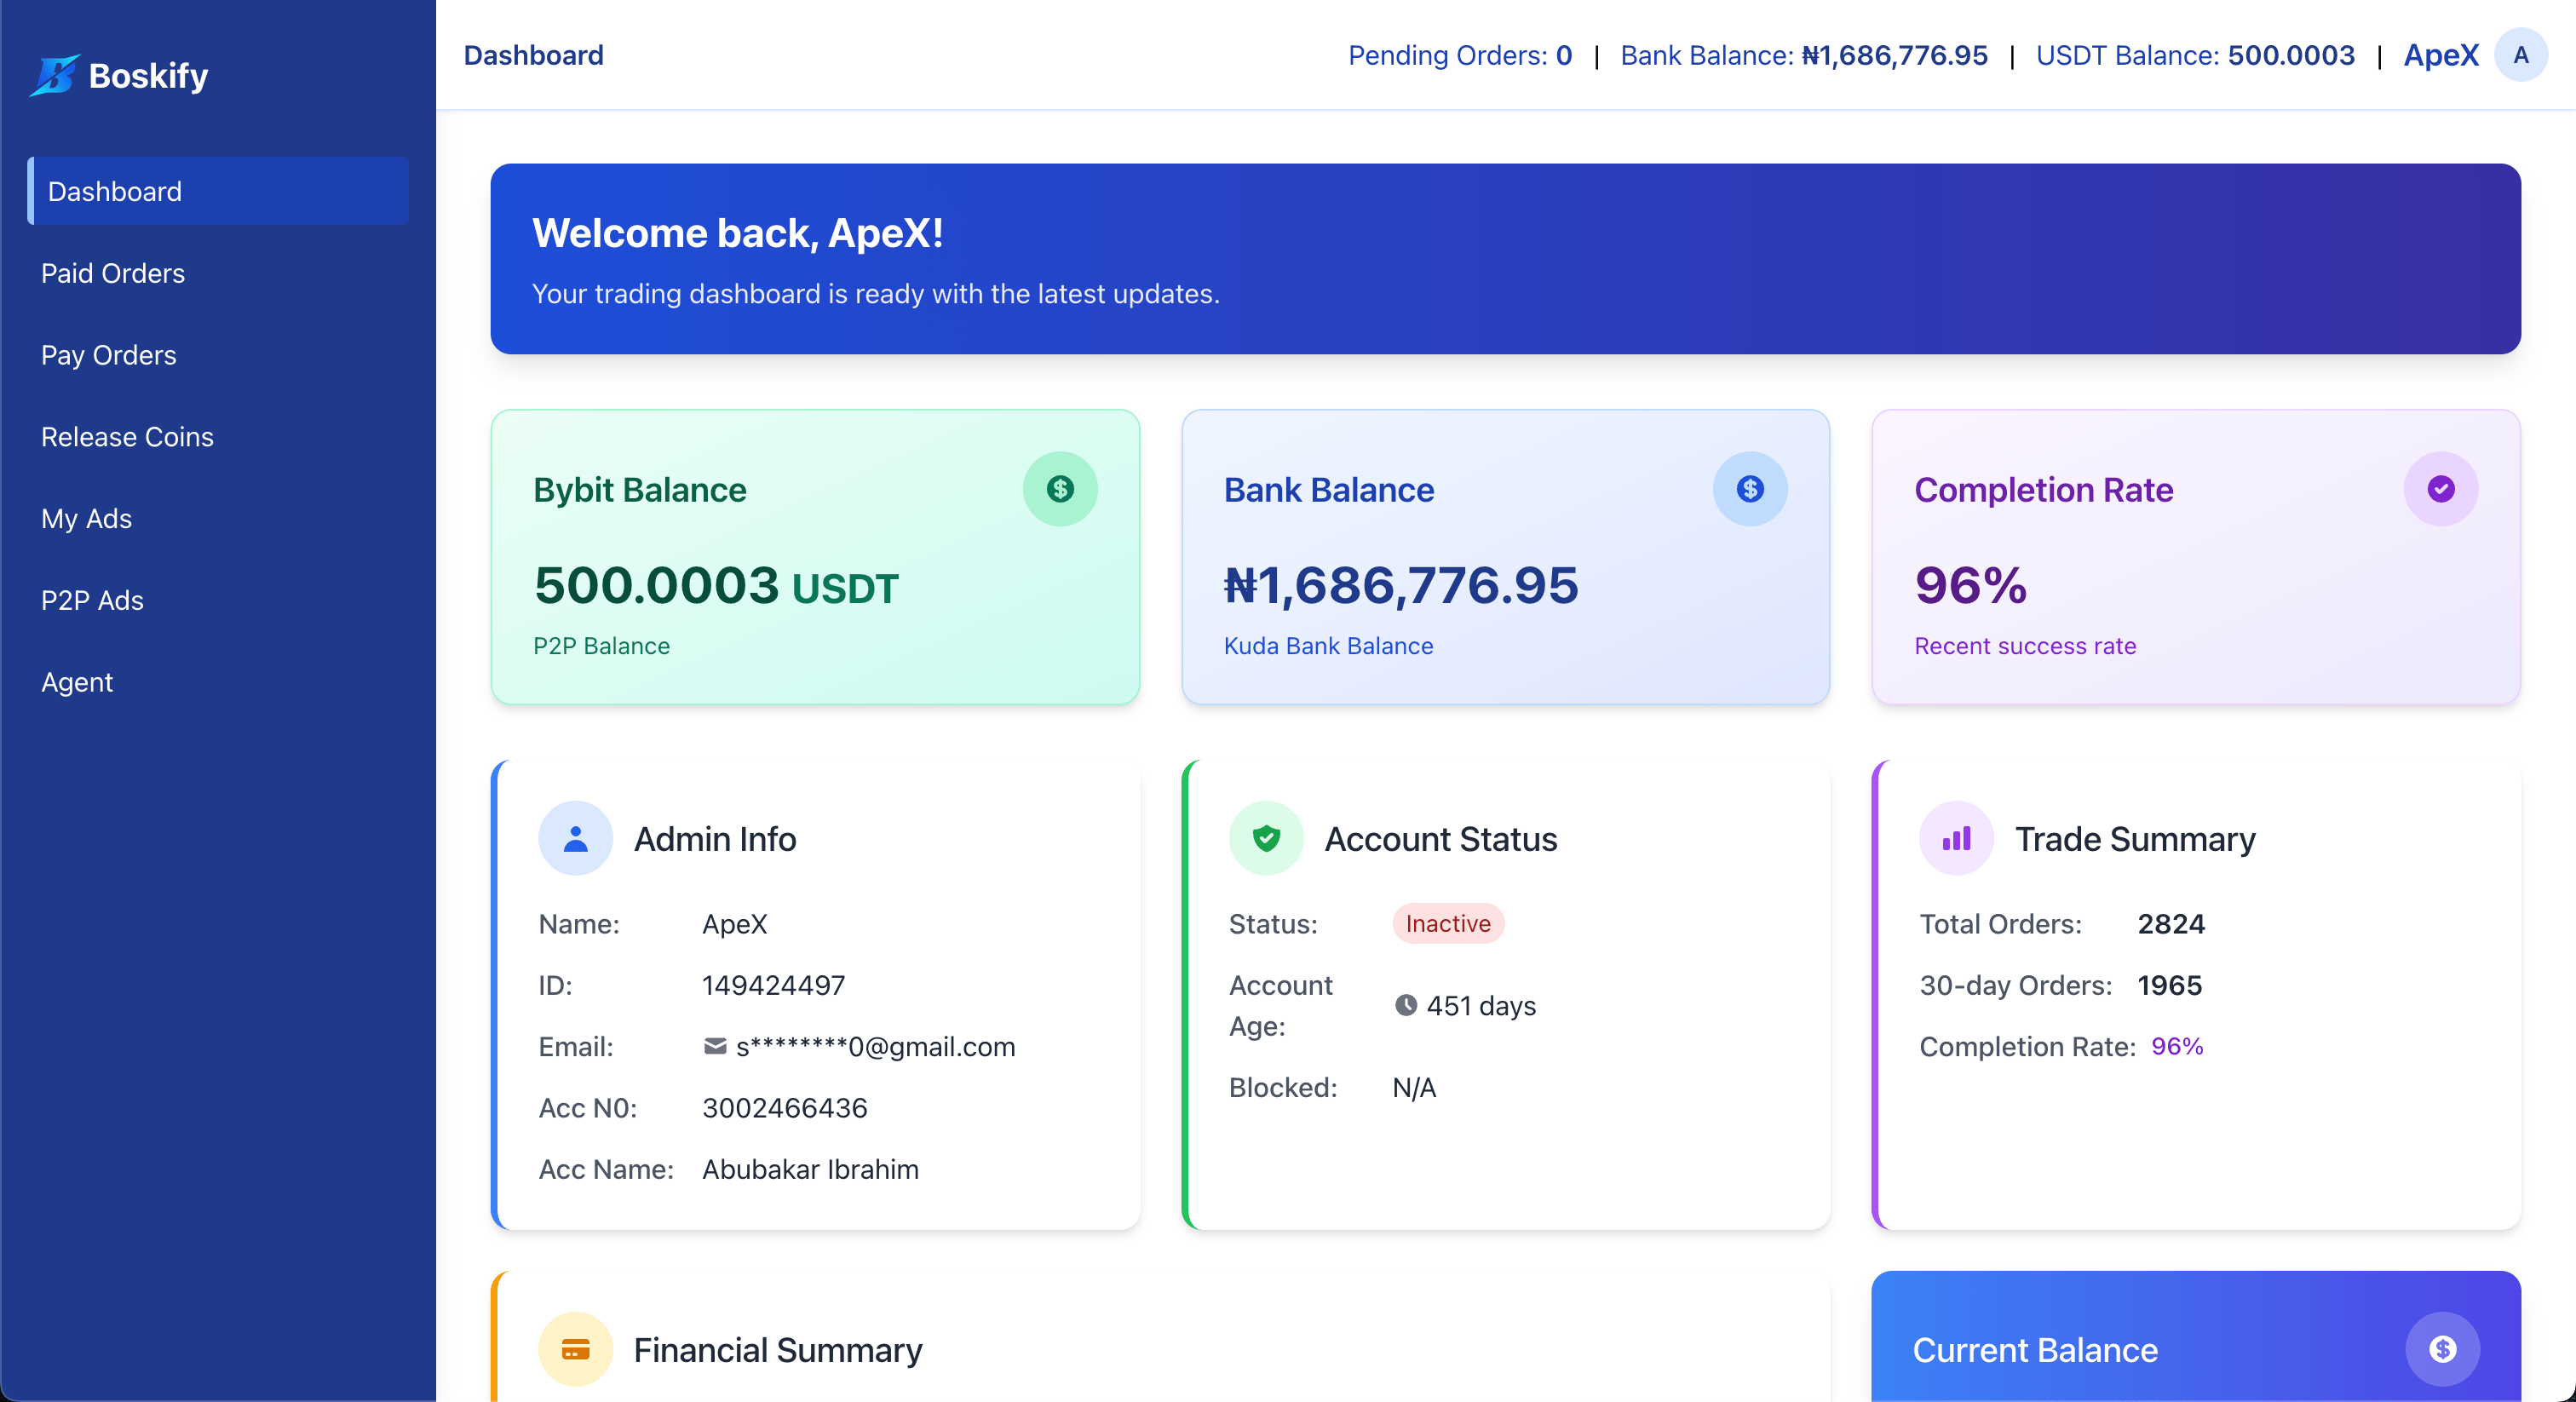 Boskify
Dashboard
Paid Orders
Pay Orders
Release Coins
My Ads
P2P Ads
Agent
Dashboard
Pending Orders: 0 | Bank Balance: ₦1,686,776.95 | USDT Balance: 500.0003 | ApeX A
Welcome back, ApeX!
Your trading dashboard is ready with the latest updates.
Bybit Balance
500.0003 USDT
P2P Balance
Bank Balance
₦1,686,776.95
Kuda Bank Balance
Completion Rate
96%
Recent success rate
Admin Info
Name: ApeX
ID: 149424497
Email: s********0@gmail.com
Acc N0: 3002466436
Acc Name: Abubakar Ibrahim
Account Status
Status: Inactive
Account
Age: 451 days
Blocked: N/A
Trade Summary
Total Orders: 2824
30-day Orders: 1965
Completion Rate: 96%
Financial Summary
Current Balance